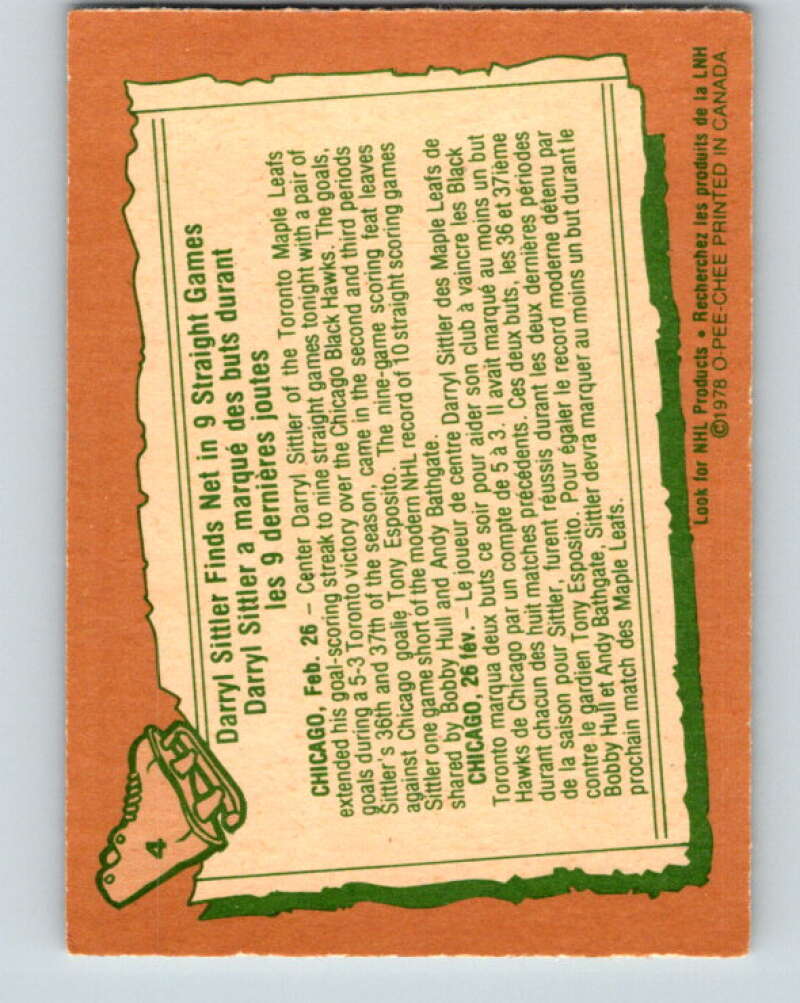 4
Darryl Sittler Finds Net in 9 Straight Games
Darryl Sittler a marqué des buts durant
les 9 dernières joutes
CHICAGO, Feb. 26 – Center Darryl Sittler of the Toronto Maple Leafs
extended his goal-scoring streak to nine straight games tonight with a pair of
goals during a 5-3 Toronto victory over the Chicago Black Hawks. The goals,
Sittler's 36th and 37th of the season, came in the second and third periods
against Chicago goalie Tony Esposito. The nine-game scoring feat leaves
Sittler one game short of the modern NHL record of 10 straight scoring games
shared by Bobby Hull and Andy Bathgate.
CHICAGO, 26 fév. – Le joueur de centre Darryl Sittler des Maple Leafs de
Toronto marqua deux buts ce soir pour aider son club à vaincre les Black
Hawks de Chicago par un compte de 5 à 3. Il avait marqué au moins un but
durant chacun des huit matches précédents. Ces deux buts, les 36 et 37ième
de la saison pour Sittler, furent réussis durant les deux dernières périodes
contre le gardien Tony Esposito. Pour égaler le record moderne détenu par
Bobby Hull et Andy Bathgate, Sittler devra marquer au moins un but durant le
prochain match des Maple Leafs.
Look for NHL Products • Recherchez les produits de la LNH
©1978 O-PEE-CHEE PRINTED IN CANADA